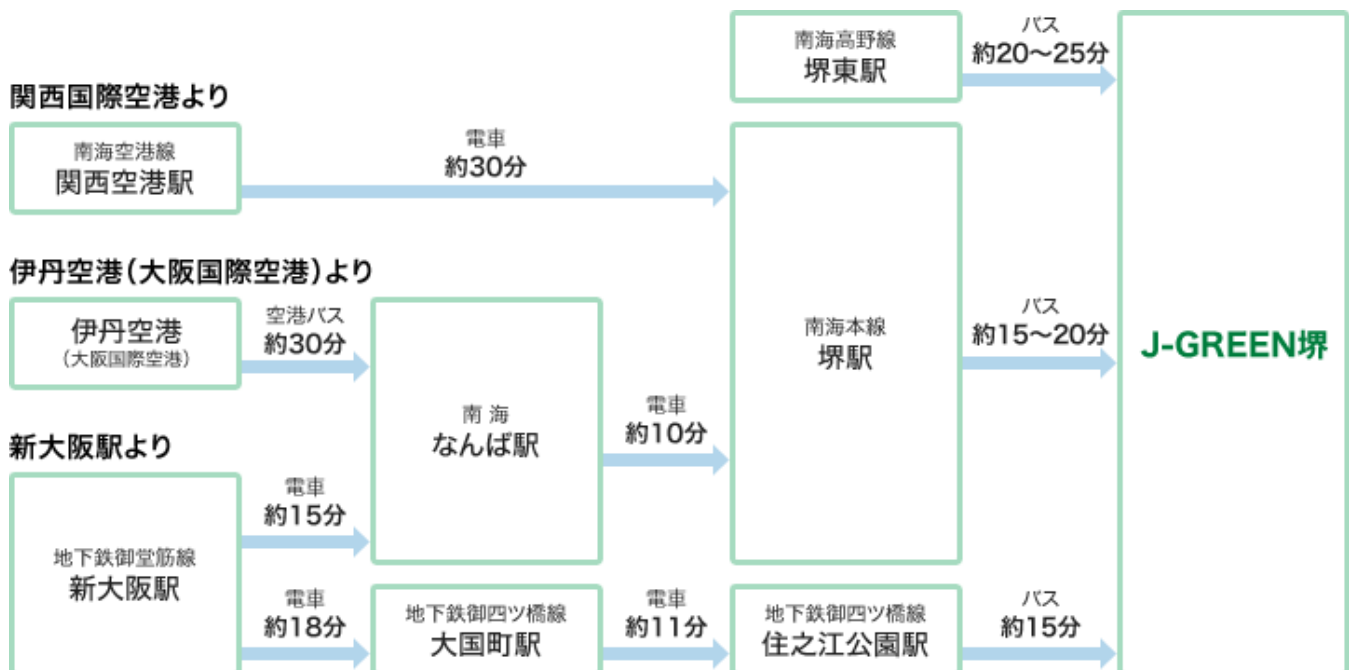 南海高野線
堺東駅
バス
約20〜25分
関西国際空港より
南海空港線
関西空港駅
電車
約30分
伊丹空港(大阪国際空港)より
伊丹空港
(大阪国際空港)
空港バス
約30分
南 海
なんば駅
電車
約10分
南海本線
堺駅
バス
約15〜20分
J-GREEN堺
新大阪駅より
地下鉄御堂筋線
新大阪駅
電車
約15分
電車
約18分
地下鉄御四ツ橋線
大国町駅
電車
約11分
地下鉄御四ツ橋線
住之江公園駅
バス
約15分